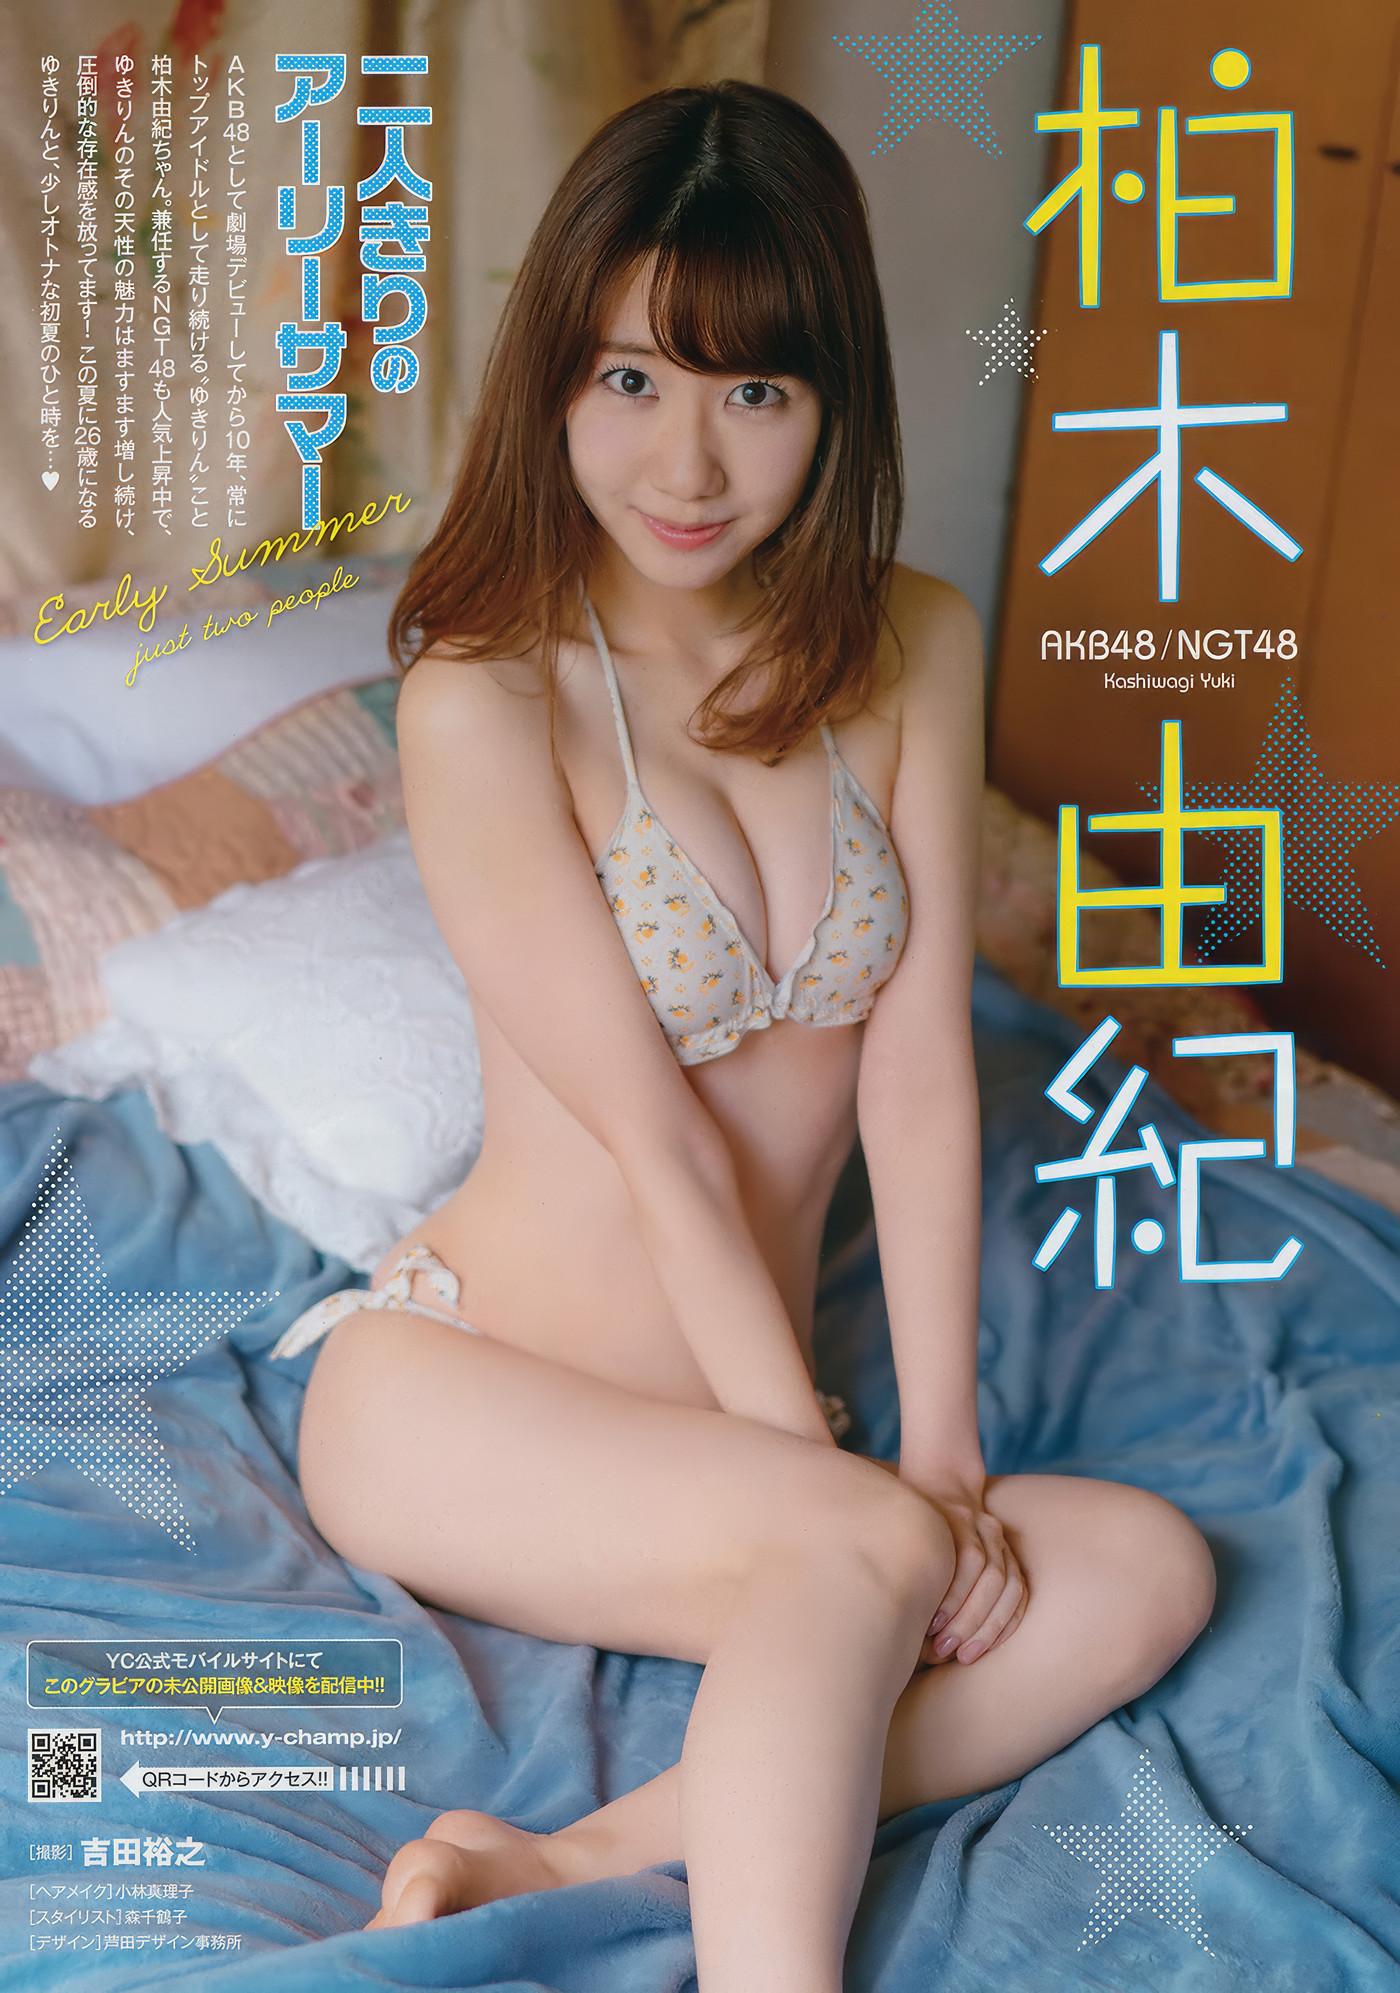 柏木由紀
AKB48/NGT48
Kashiwagi Yuki
二人きりの
アーリーサマー
AKB48として劇場デビューしてから10年、常に
トップアイドルとして走り続ける“ゆきりん”こと
柏木由紀ちゃん。兼任するNGT48も人気上昇中で、
ゆきりんのその天性の魅力はますます増し続け、
圧倒的な存在感を放ってます！この夏に26歳になる
ゆきりんと、少しオトナな初夏のひと時を…♥
Early Summer
just two people
YC公式モバイルサイトにて
このグラビアの未公開画像&映像を配信中!!
http://www.y-champ.jp/
QRコードからアクセス!!
[撮影] 吉田裕之
[ヘアメイク]小林真理子
[スタイリスト]森千鶴子
[デザイン]芦田デザイン事務所